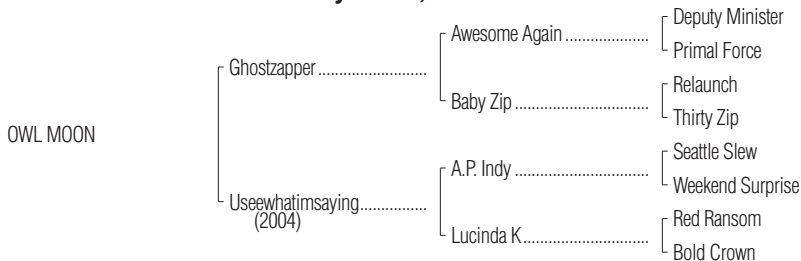 Deputy Minister
Awesome Again
Primal Force
Ghostzapper
Relaunch
Baby Zip
Thirty Zip
OWL MOON
Seattle Slew
A.P. Indy
Weekend Surprise
Useewhatimsaying
(2004)
Red Ransom
Lucinda K
Bold Crown